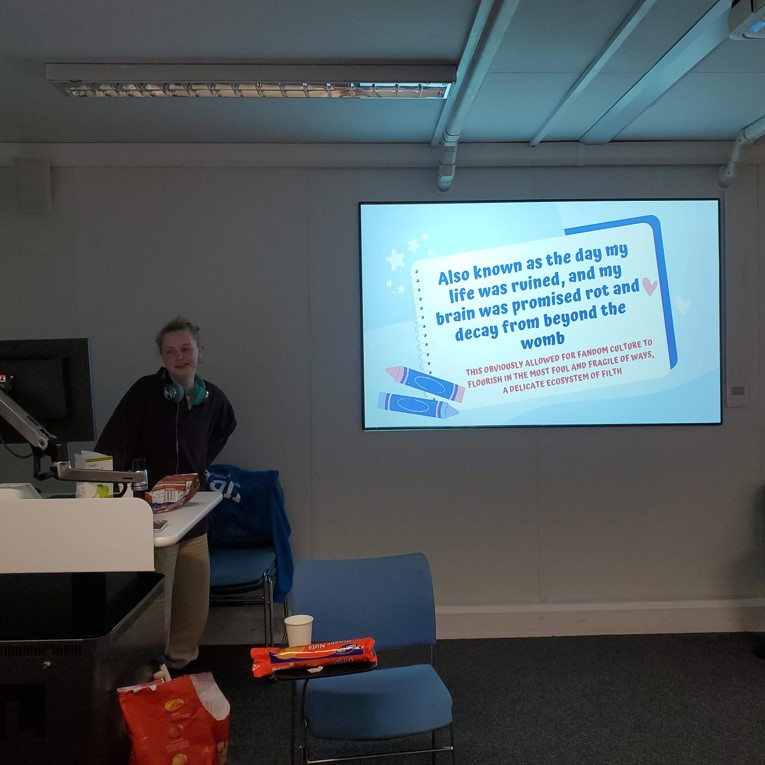 Also known as the day my
life was ruined, and my
brain was promised rot and
decay from beyond the
womb
THIS OBVIOUSLY ALLOWED FOR FANDOM CULTURE TO
FLOURISH IN THE MOST FOUL AND FRAGILE OF WAYS,
A DELICATE ECOSYSTEM OF FILTH